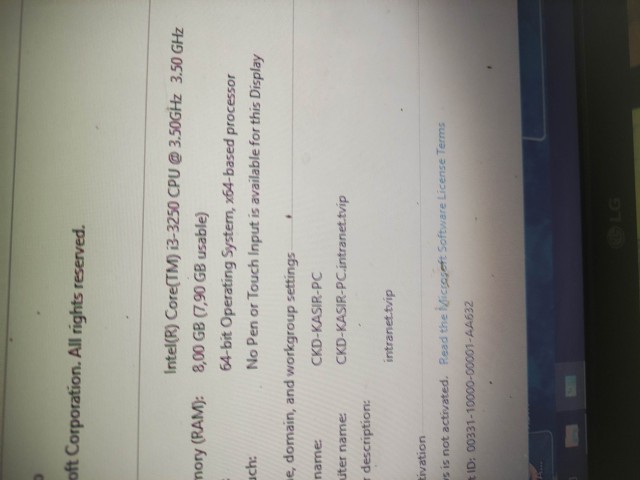 oft Corporation. All rights reserved.
Intel(R) Core(TM) i3-3250 CPU @ 3.50GHz 3.50 GHz
mory (RAM): 8,00 GB (7,90 GB usable)
64-bit Operating System, x64-based processor
uch: No Pen or Touch Input is available for this Display
e, domain, and workgroup settings
name: CKD-KASIR-PC
uter name: CKD-KASIR-PC.intranet.tvip
r description:
intranet.tvip
tivation
s is not activated. Read the Microsoft Software License Terms
t ID: 00331-10000-00001-AA632
LG